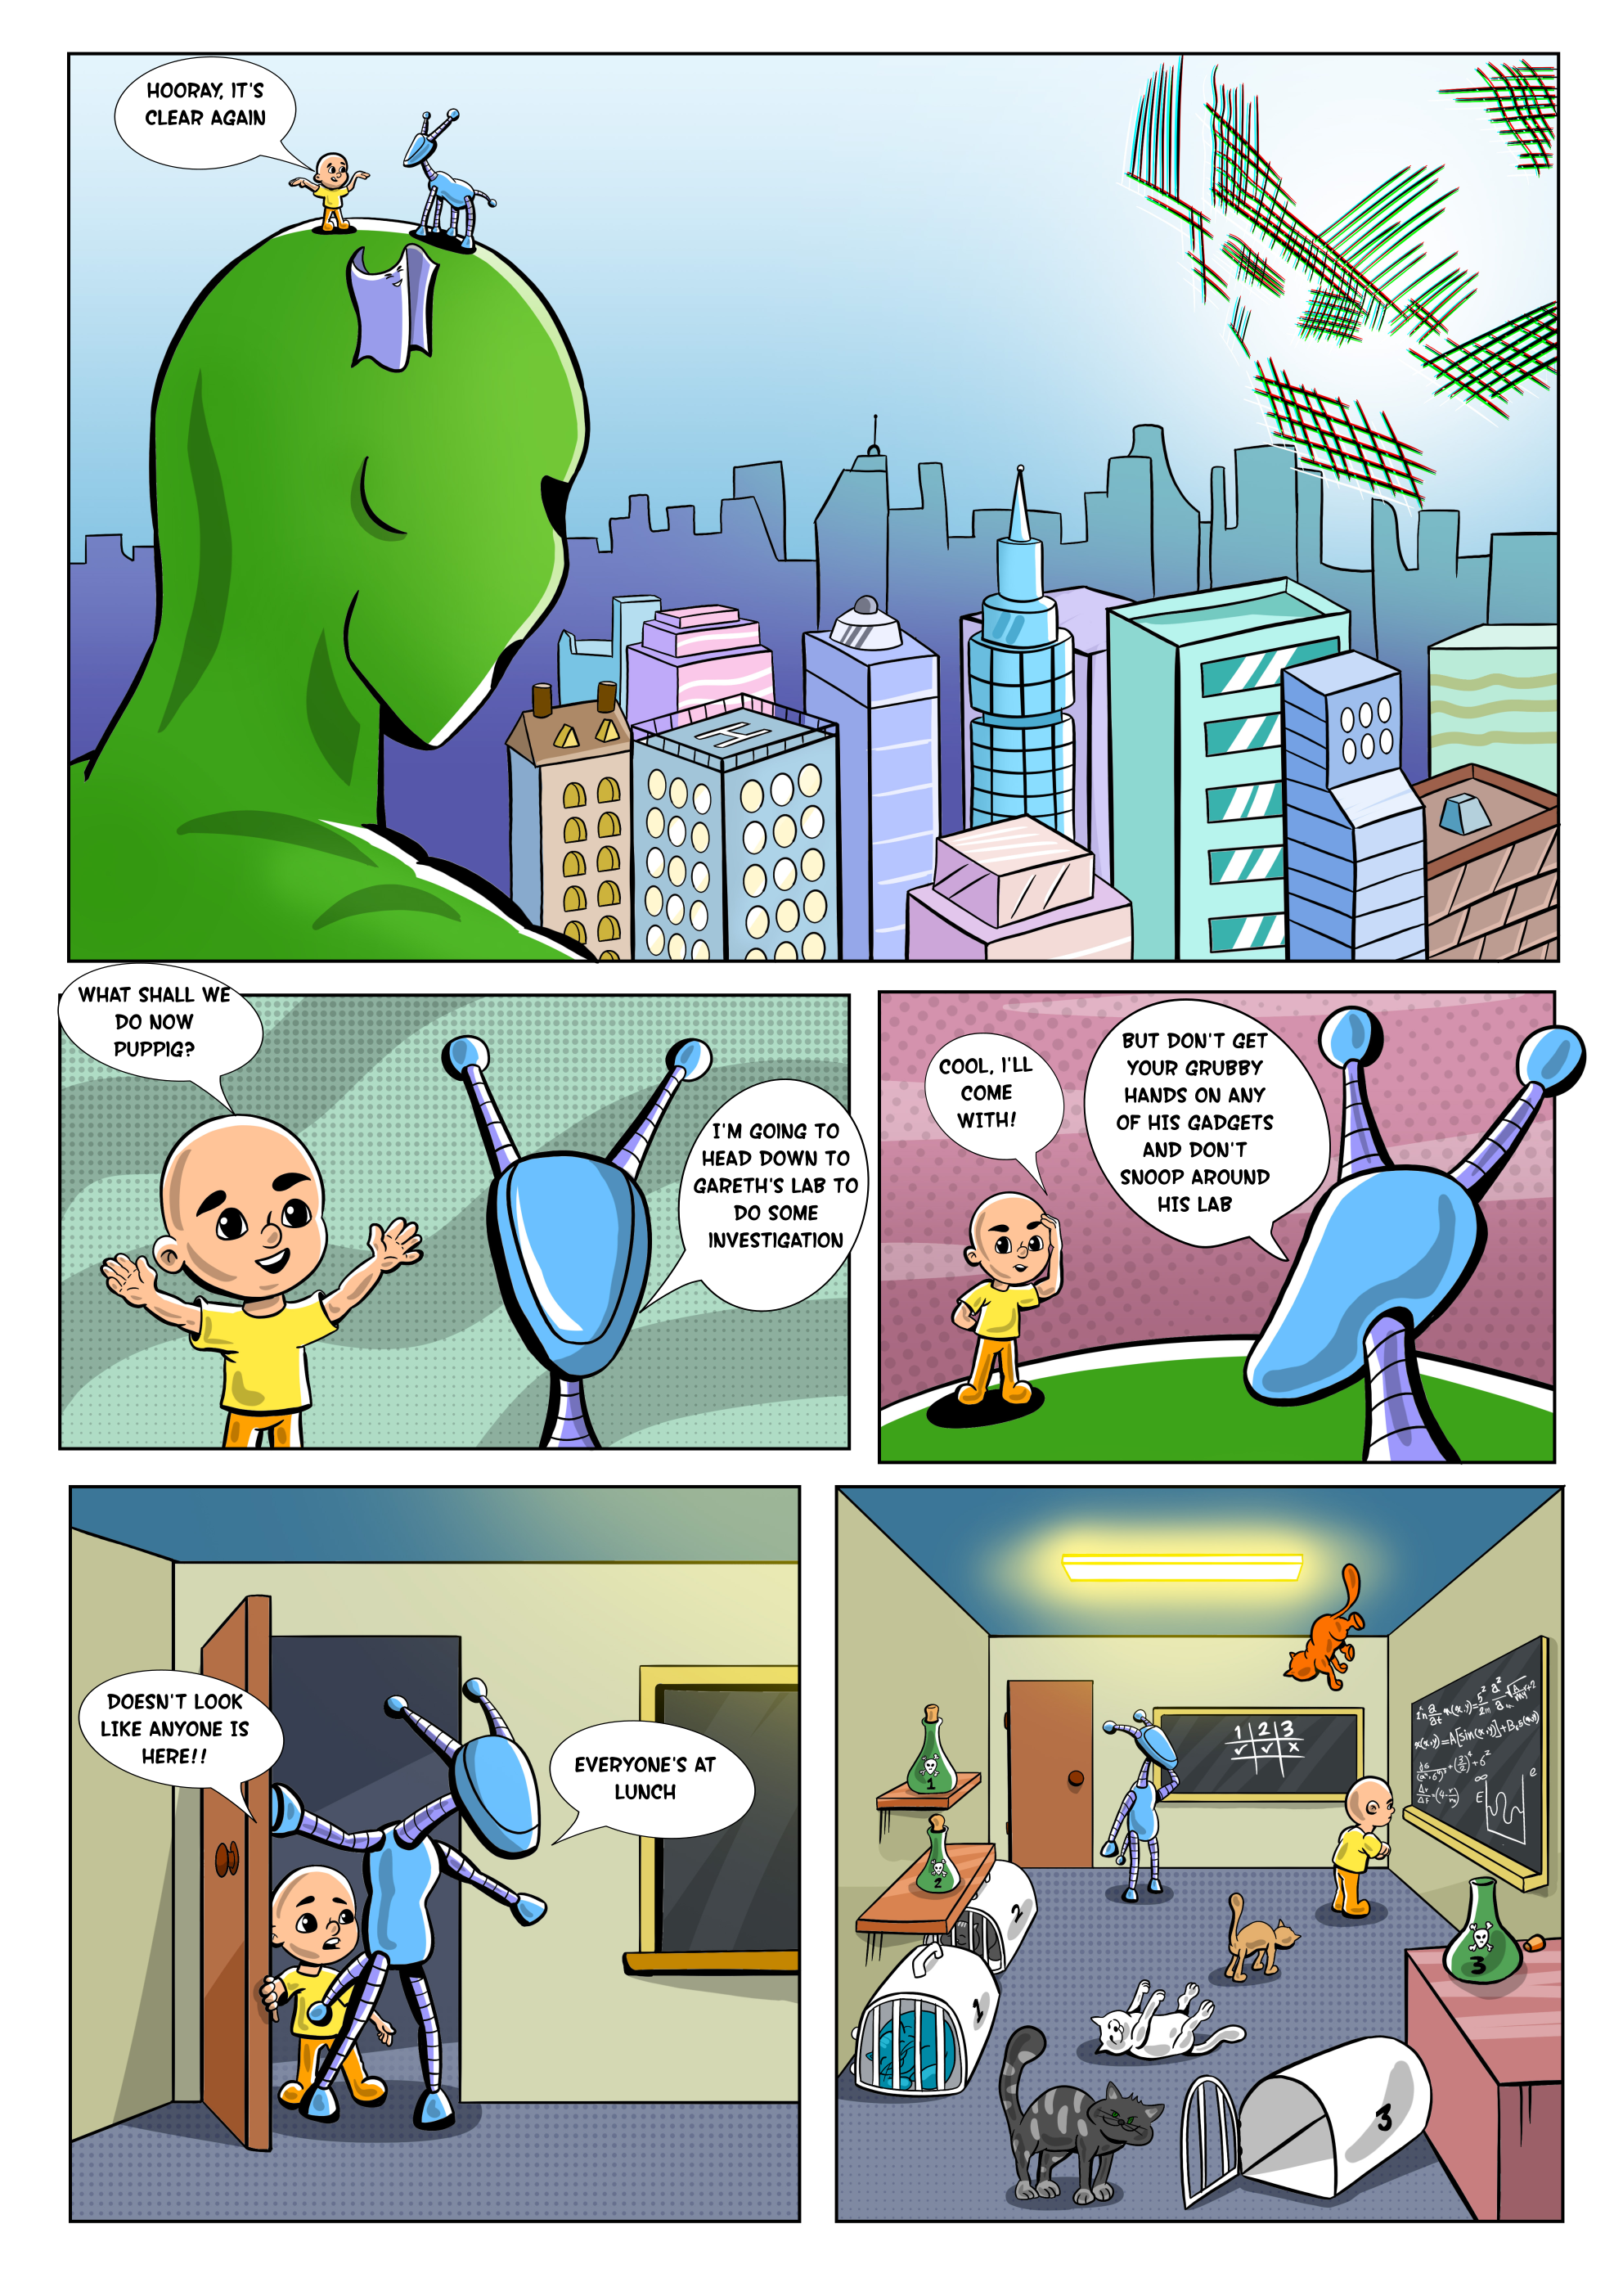 HOORAY, IT'S
CLEAR AGAIN
H
WHAT SHALL WE
DO NOW
PUPPIG?
I'M GOING TO
HEAD DOWN TO
GARETH'S LAB TO
DO SOME
INVESTIGATION
COOL, I'LL
COME
WITH!
BUT DON'T GET
YOUR GRUBBY
HANDS ON ANY
OF HIS GADGETS
AND DON'T
SNOOP AROUND
HIS LAB
DOESN'T LOOK
LIKE ANYONE IS
HERE!!
EVERYONE'S AT
LUNCH
1 2 3
✓ ✓ x
1
2
2
1
3
3
E
e